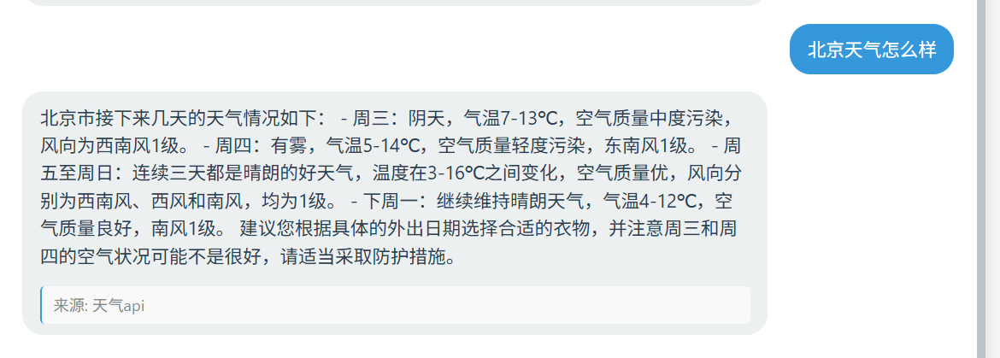 北京天气怎么样
北京市接下来几天的天气情况如下： - 周三：阴天，气温7-13℃，空气质量中度污染，
风向为西南风1级。 - 周四：有雾，气温5-14℃，空气质量轻度污染，东南风1级。 - 周
五至周日：连续三天都是晴朗的好天气，温度在3-16℃之间变化，空气质量优，风向分
别为西南风、西风和南风，均为1级。 - 下周一：继续维持晴朗天气，气温4-12℃，空
气质量良好，南风1级。 建议您根据具体的外出日期选择合适的衣物，并注意周三和周
四的空气状况可能不是很好，请适当采取防护措施。
来源: 天气api